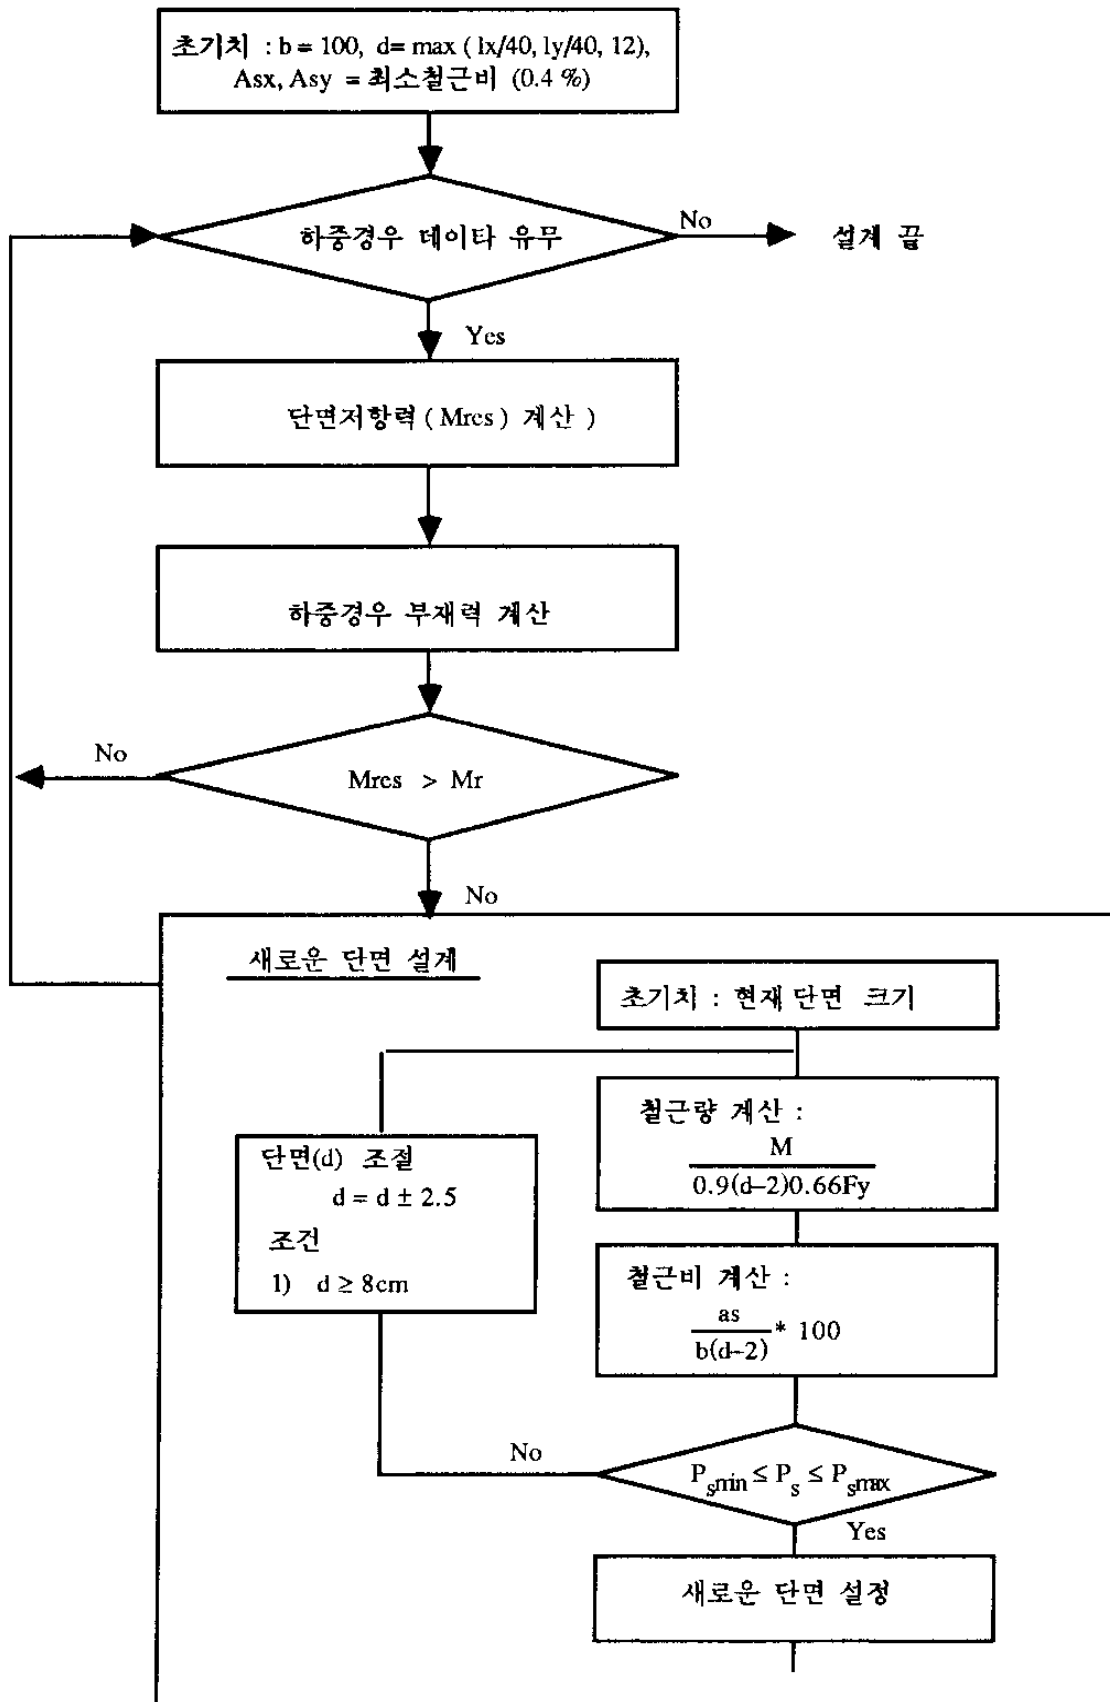 초기치 : b = 100, d= max ( lx/40, ly/40, 12),
Asx, Asy = 최소철근비 (0.4 %)
하중경우 데이타 유무
No
설계 끝
Yes
단면저항력 ( Mres ) 계산 )
하중경우 부재력 계산
No
Mres > Mr
No
새로운 단면 설계
초기치 : 현재 단면 크기
철근량 계산 :
M
0.9(d-2)0.66Fy
단면(d) 조절
d = d ± 2.5
조건
1) d ≥ 8cm
철근비 계산 :
as
b(d-2)
* 100
No
Psmin ≤ Ps ≤ Psmax
Yes
새로운 단면 설정